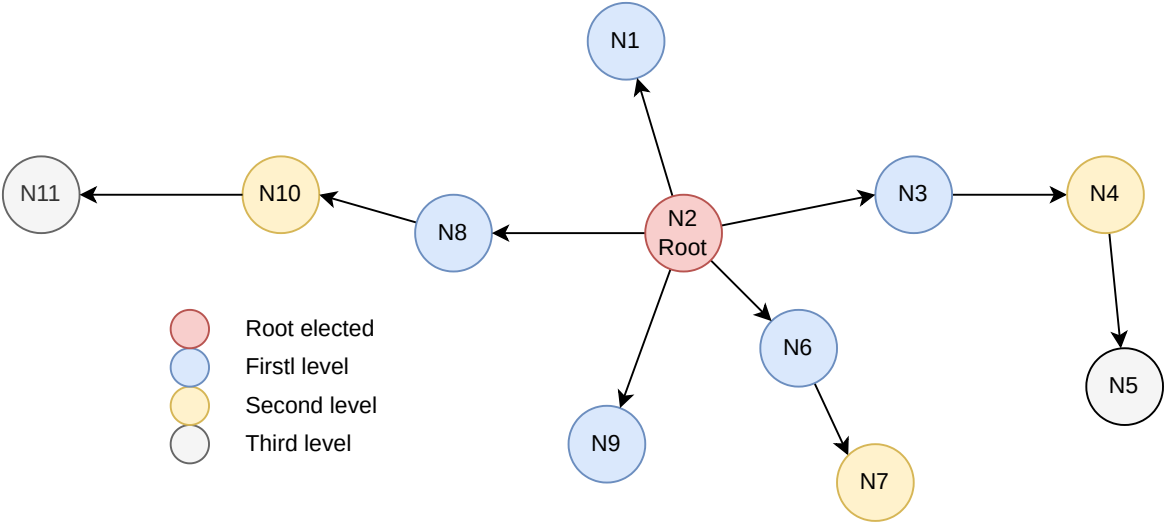 N1
N11
N10
N8
N2
Root
N3
N4
N6
N5
N9
N7
Root elected
Firstl level
Second level
Third level